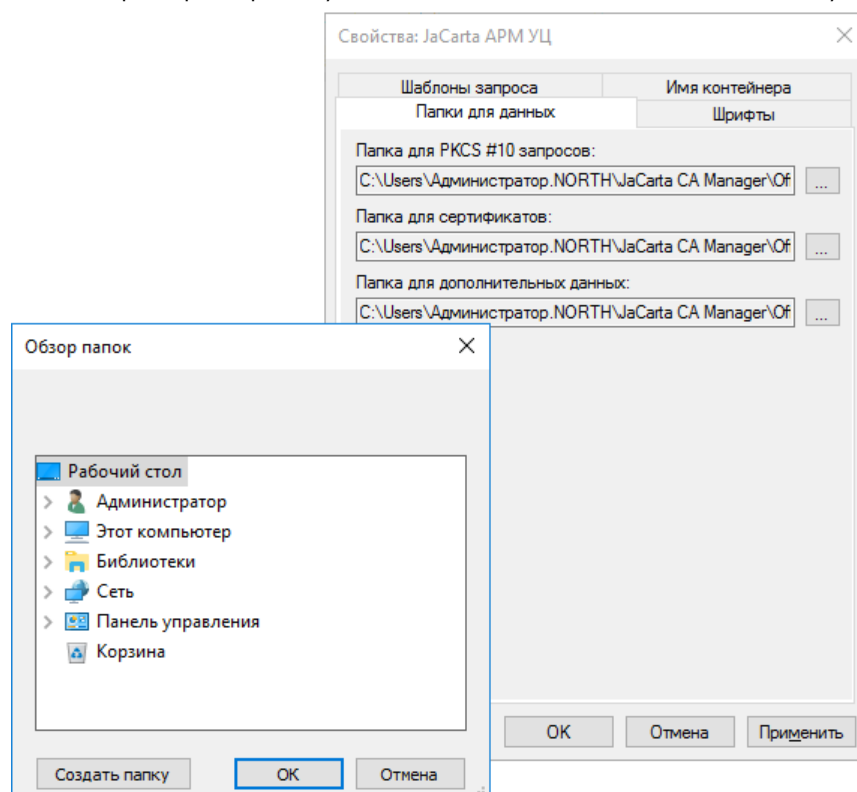 Свойства: JaCarta АРМ УЦ
Шаблоны запроса
Имя контейнера
Папки для данных
Шрифты
Папка для PKCS #10 запросов:
C:\Users\Администратор.NORTH\JaCarta CA Manager\Of
...
Папка для сертификатов:
C:\Users\Администратор.NORTH\JaCarta CA Manager\Of
...
Папка для дополнительных данных:
C:\Users\Администратор.NORTH\JaCarta CA Manager\Of
...
OK
Отмена
Применить
Обзор папок
Рабочий стол
Администратор
Этот компьютер
Библиотеки
Сеть
Панель управления
Корзина
Создать папку
OK
Отмена